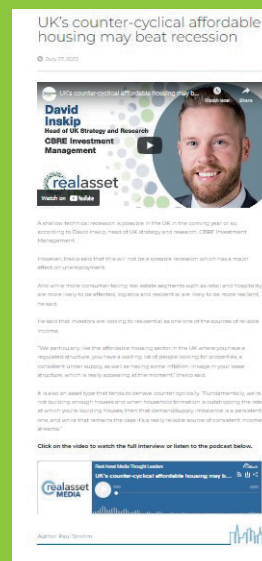 UK's counter-cyclical affordable
housing may beat recession
July 27, 2022
UK's counter-cyclical affordable housing may b...
Watch later
Share
David
Inskip
Head of UK Strategy and Research
CBRE Investment
Management
realasset
Watch on YouTube
A shallow technical recession is possible in the UK in the coming year or so,
according to David Inskip, head of UK strategy and research, CBRE Investment
Management.
However, Inskip said that this will not be a severe recession which has a major
effect on unemployment.
And while more consumer-facing real estate segments such as retail and hospitality
are more likely to be affected, logistics and residential are likely to be more resilient,
he said.
He said that investors are looking to residential as one one of the sources of reliable
income.
"We particularly like the affordable housing sector in the UK where you have a
regulated structure, you have a waiting list of people looking for properties, a
consistent under supply, as well as having some inflation linkage in your lease
structure, which is really appealing at the moment," Inskip said.
It is also an asset type that tends to behave counter-cyclically. "Fundamentally, we're
not building enough houses and when household formation is outstripping the rate
at which you're building houses, then that demand/supply imbalance is a persistent
one, and while that remains the case it's a really reliable source of consistent income
streams."
Click on the video to watch the full interview or listen to the podcast below.
realasset
MEDIA
Real Asset Media Thought Leaders
UK's counter-cyclical affordable housing may b...
Author: Paul Strohm